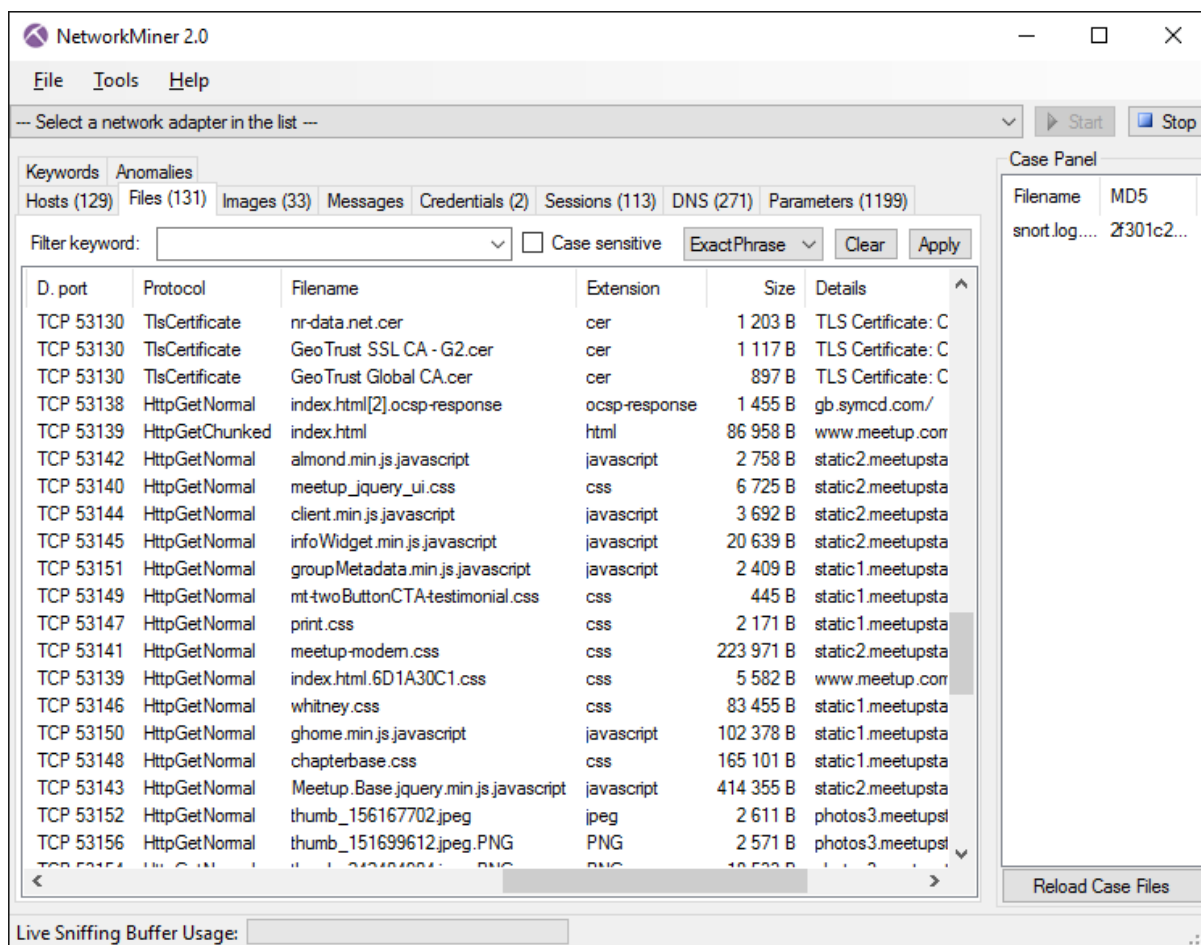 NetworkMiner 2.0
File Tools Help
--- Select a network adapter in the list --- Start Stop
Keywords Anomalies
Hosts (129) Files (131) Images (33) Messages Credentials (2) Sessions (113) DNS (271) Parameters (1199)
Filter keyword: Case sensitive ExactPhrase Clear Apply
D. port Protocol Filename Extension Size Details
TCP 53130 TlsCertificate nr-data.net.cer cer 1 203 B TLS Certificate: C
TCP 53130 TlsCertificate GeoTrust SSL CA - G2.cer cer 1 117 B TLS Certificate: C
TCP 53130 TlsCertificate GeoTrust Global CA.cer cer 897 B TLS Certificate: C
TCP 53138 HttpGetNormal index.html[2].ocsp-response ocsp-response 1 455 B gb.symcd.com/
TCP 53139 HttpGetChunked index.html html 86 958 B www.meetup.com
TCP 53142 HttpGetNormal almond.min.js.javascript javascript 2 758 B static2.meetupsta
TCP 53140 HttpGetNormal meetup_jquery_ui.css css 6 725 B static2.meetupsta
TCP 53144 HttpGetNormal client.min.js.javascript javascript 3 692 B static2.meetupsta
TCP 53145 HttpGetNormal infoWidget.min.js.javascript javascript 20 639 B static2.meetupsta
TCP 53151 HttpGetNormal groupMetadata.min.js.javascript javascript 2 409 B static1.meetupsta
TCP 53149 HttpGetNormal mt-twoButtonCTA-testimonial.css css 445 B static1.meetupsta
TCP 53147 HttpGetNormal print.css css 2 171 B static1.meetupsta
TCP 53141 HttpGetNormal meetup-modern.css css 223 971 B static2.meetupsta
TCP 53139 HttpGetNormal index.html.6D1A30C1.css css 5 582 B www.meetup.com
TCP 53146 HttpGetNormal whitney.css css 83 455 B static1.meetupsta
TCP 53150 HttpGetNormal ghome.min.js.javascript javascript 102 378 B static1.meetupsta
TCP 53148 HttpGetNormal chapterbase.css css 165 101 B static1.meetupsta
TCP 53143 HttpGetNormal Meetup.Base.jquery.min.js.javascript javascript 414 355 B static2.meetupsta
TCP 53152 HttpGetNormal thumb_156167702.jpeg jpeg 2 611 B photos3.meetupst
TCP 53156 HttpGetNormal thumb_151699612.jpeg.PNG PNG 2 571 B photos3.meetupst
Case Panel
Filename MD5
snort.log.... 2f301c2...
Reload Case Files
Live Sniffing Buffer Usage: